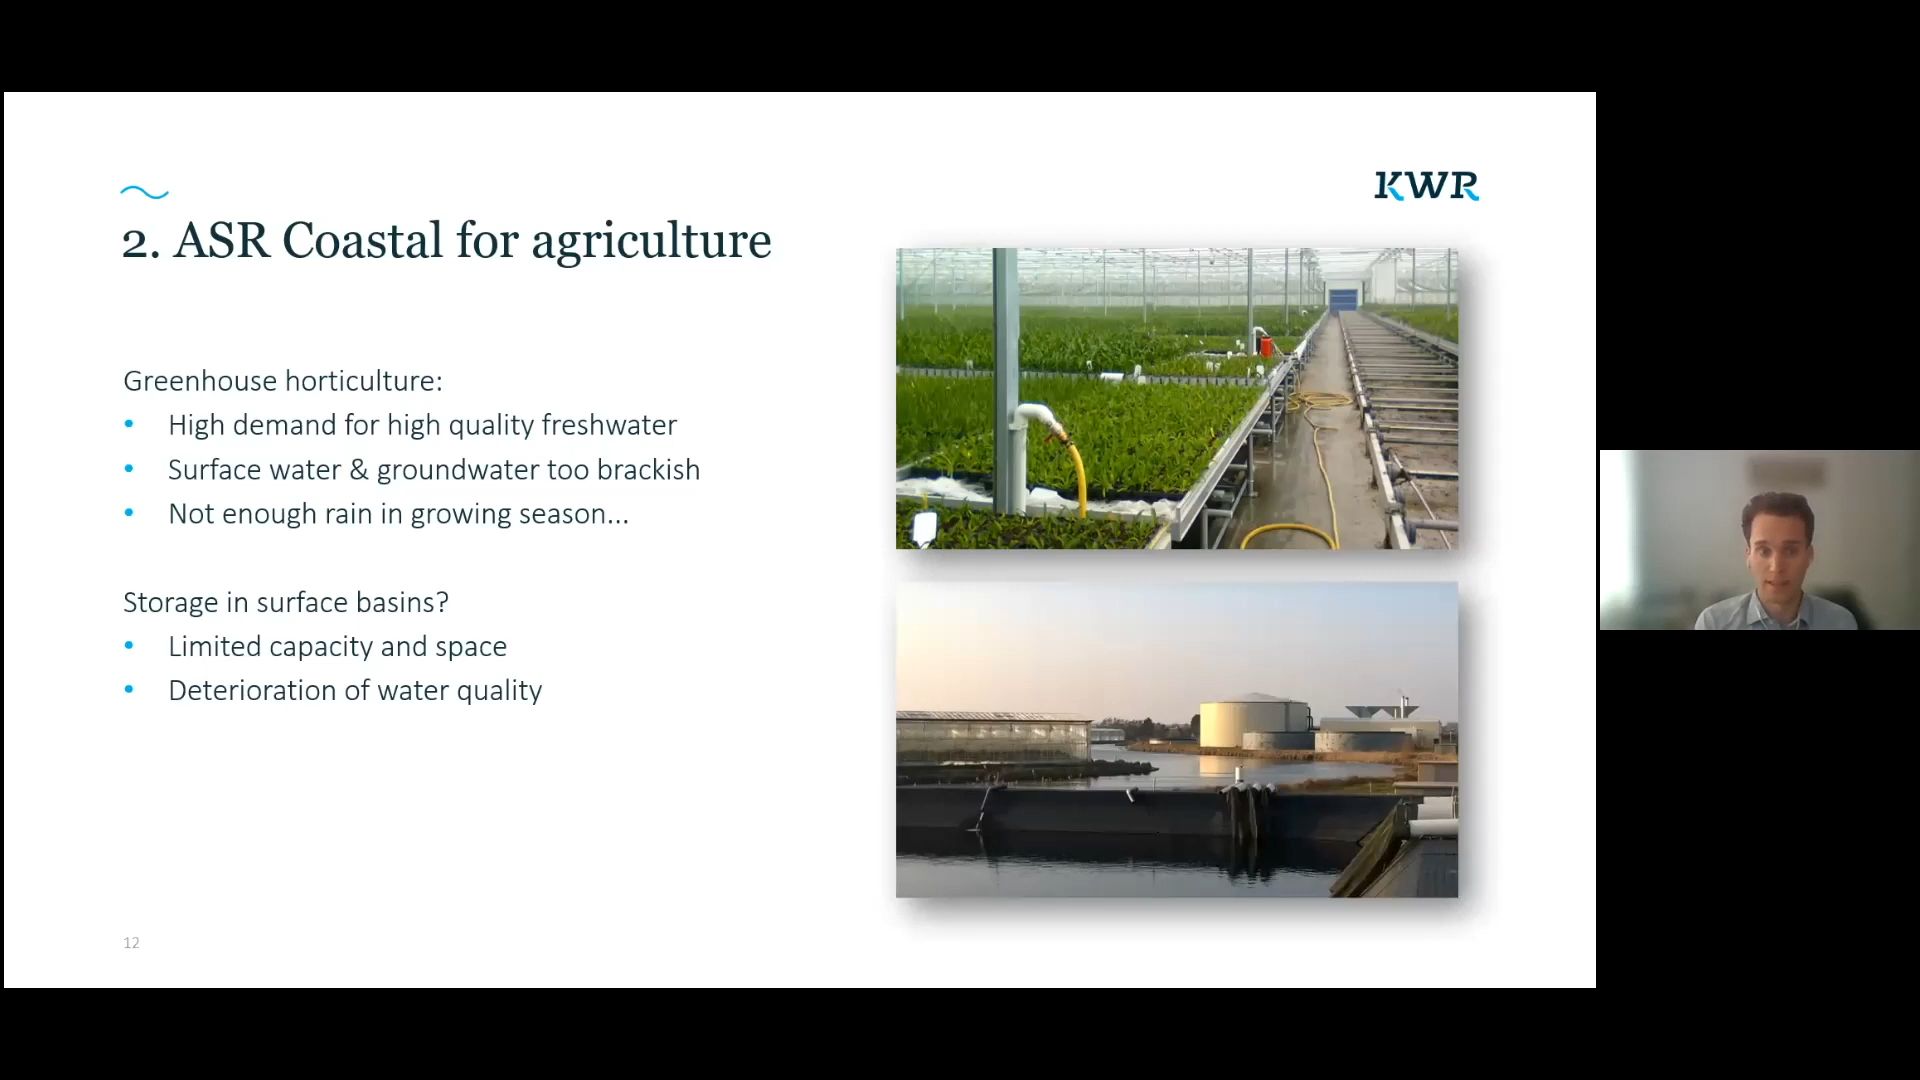 KWR
2. ASR Coastal for agriculture
Greenhouse horticulture:
• High demand for high quality freshwater
• Surface water & groundwater too brackish
• Not enough rain in growing season...
Storage in surface basins?
• Limited capacity and space
• Deterioration of water quality
12